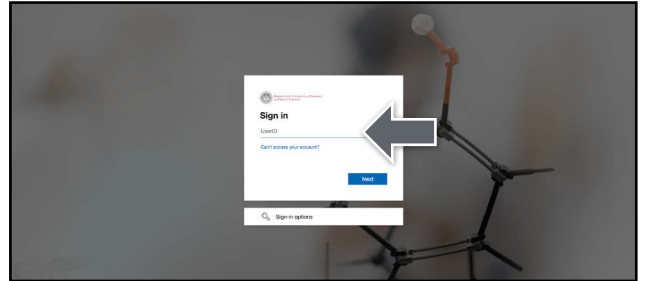 Sign in
UserID
Can't access your account?
Next
Sign-in options